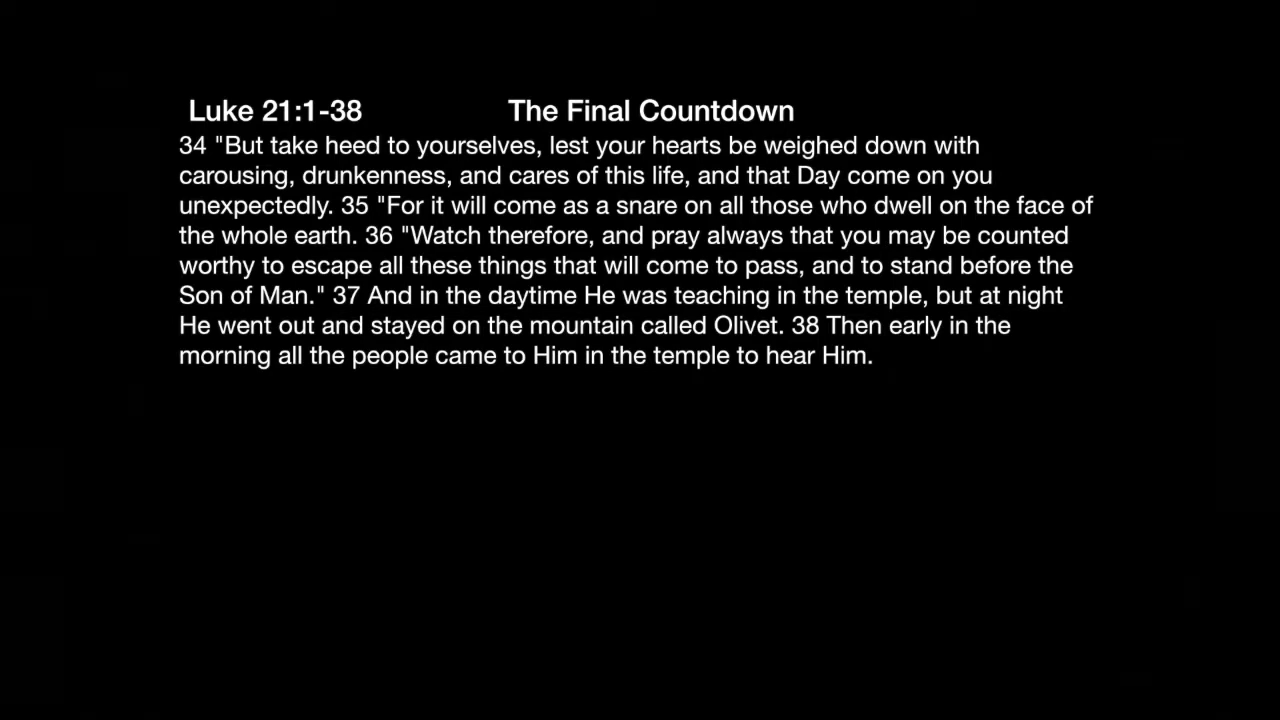 Luke 21:1-38 The Final Countdown
34 "But take heed to yourselves, lest your hearts be weighed down with
carousing, drunkenness, and cares of this life, and that Day come on you
unexpectedly. 35 "For it will come as a snare on all those who dwell on the face of
the whole earth. 36 "Watch therefore, and pray always that you may be counted
worthy to escape all these things that will come to pass, and to stand before the
Son of Man." 37 And in the daytime He was teaching in the temple, but at night
He went out and stayed on the mountain called Olivet. 38 Then early in the
morning all the people came to Him in the temple to hear Him.